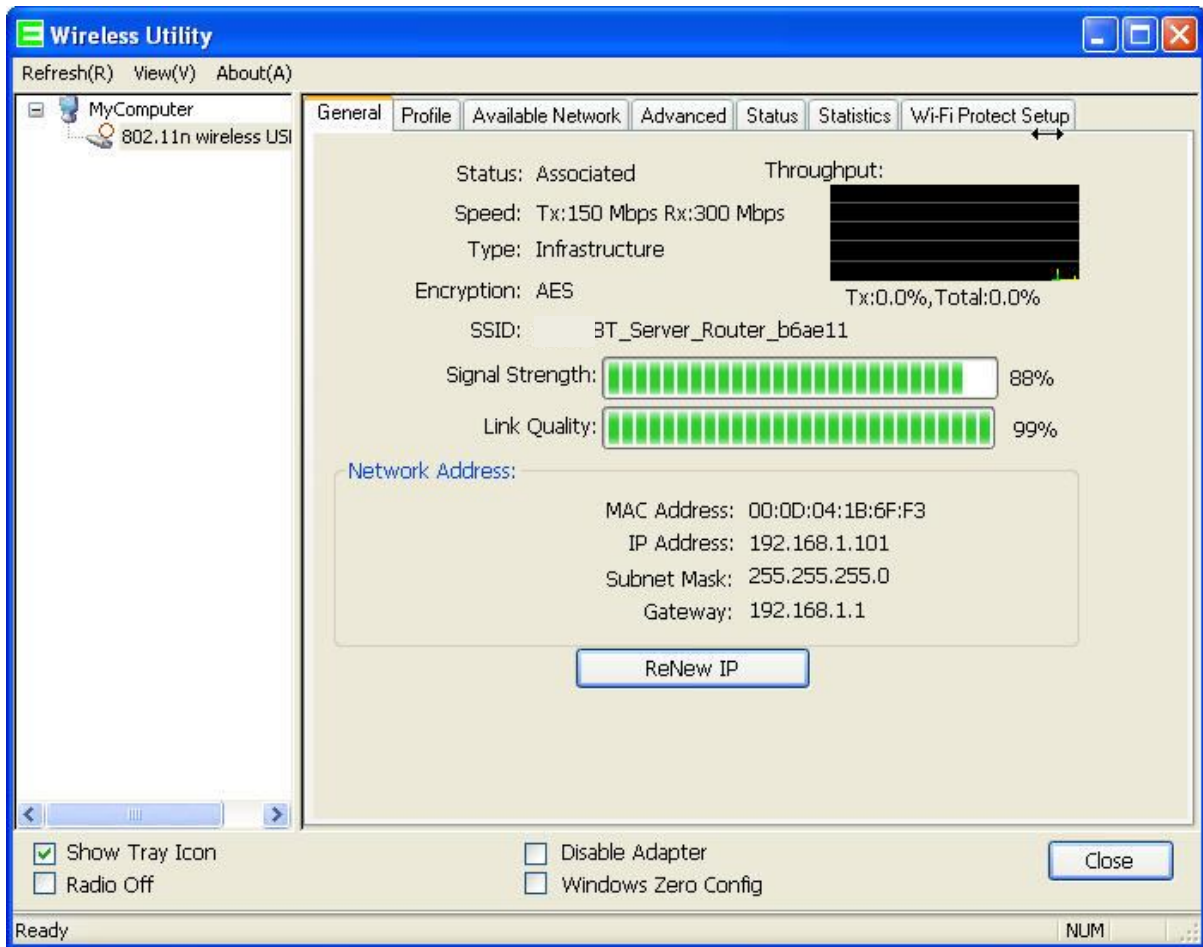 Wireless Utility
Refresh(R) View(V) About(A)
MyComputer
802.11n wireless USI
General Profile Available Network Advanced Status Statistics Wi-Fi Protect Setup
Status: Associated
Throughput:
Speed: Tx:150 Mbps Rx:300 Mbps
Type: Infrastructure
Encryption: AES
Tx:0.0%, Total:0.0%
SSID: BT_Server_Router_b6ae11
Signal Strength: 88%
Link Quality: 99%
Network Address:
MAC Address: 00:0D:04:1B:6F:F3
IP Address: 192.168.1.101
Subnet Mask: 255.255.255.0
Gateway: 192.168.1.1
ReNew IP
Show Tray Icon
Disable Adapter
Radio Off
Windows Zero Config
Close
Ready
NUM